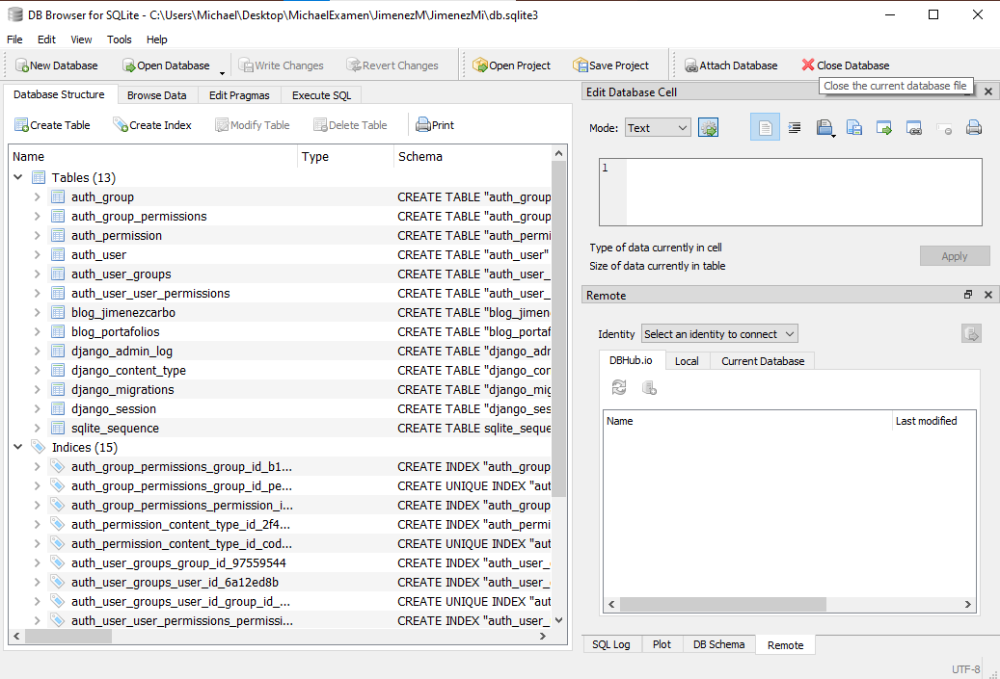 DB Browser for SQLite - C:\Users\Michael\Desktop\MichaelExamen\JimenezM\JimenezMi\db.sqlite3
File Edit View Tools Help
New Database Open Database Write Changes Revert Changes Open Project Save Project Attach Database Close Database
Close the current database file
Database Structure Browse Data Edit Pragmas Execute SQL
Create Table Create Index Modify Table Delete Table Print
Name Type Schema
Tables (13)
auth_group CREATE TABLE "auth_group
auth_group_permissions CREATE TABLE "auth_group
auth_permission CREATE TABLE "auth_permi
auth_user CREATE TABLE "auth_user"
auth_user_groups CREATE TABLE "auth_user_
auth_user_user_permissions CREATE TABLE "auth_user_
blog_jimenezcarbo CREATE TABLE "blog_jimen
blog_portafolios CREATE TABLE "blog_portaf
django_admin_log CREATE TABLE "django_adr
django_content_type CREATE TABLE "django_cor
django_migrations CREATE TABLE "django_mig
django_session CREATE TABLE "django_ses
sqlite_sequence CREATE TABLE sqlite_seque
Indices (15)
auth_group_permissions_group_id_b1... CREATE INDEX "auth_group
auth_group_permissions_group_id_pe... CREATE UNIQUE INDEX "aut
auth_group_permissions_permission_i... CREATE INDEX "auth_group
auth_permission_content_type_id_2f4... CREATE INDEX "auth_permi
auth_permission_content_type_id_cod... CREATE UNIQUE INDEX "aut
auth_user_groups_group_id_97559544 CREATE INDEX "auth_user_
auth_user_groups_user_id_6a12ed8b CREATE INDEX "auth_user_
auth_user_groups_user_id_group_id_... CREATE UNIQUE INDEX "aut
auth_user_user_permissions_permissi... CREATE INDEX "auth_user_
Edit Database Cell
Mode: Text
1
Type of data currently in cell
Size of data currently in table
Apply
Remote
Identity Select an identity to connect
DBHub.io Local Current Database
Name Last modified
SQL Log Plot DB Schema Remote
UTF-8